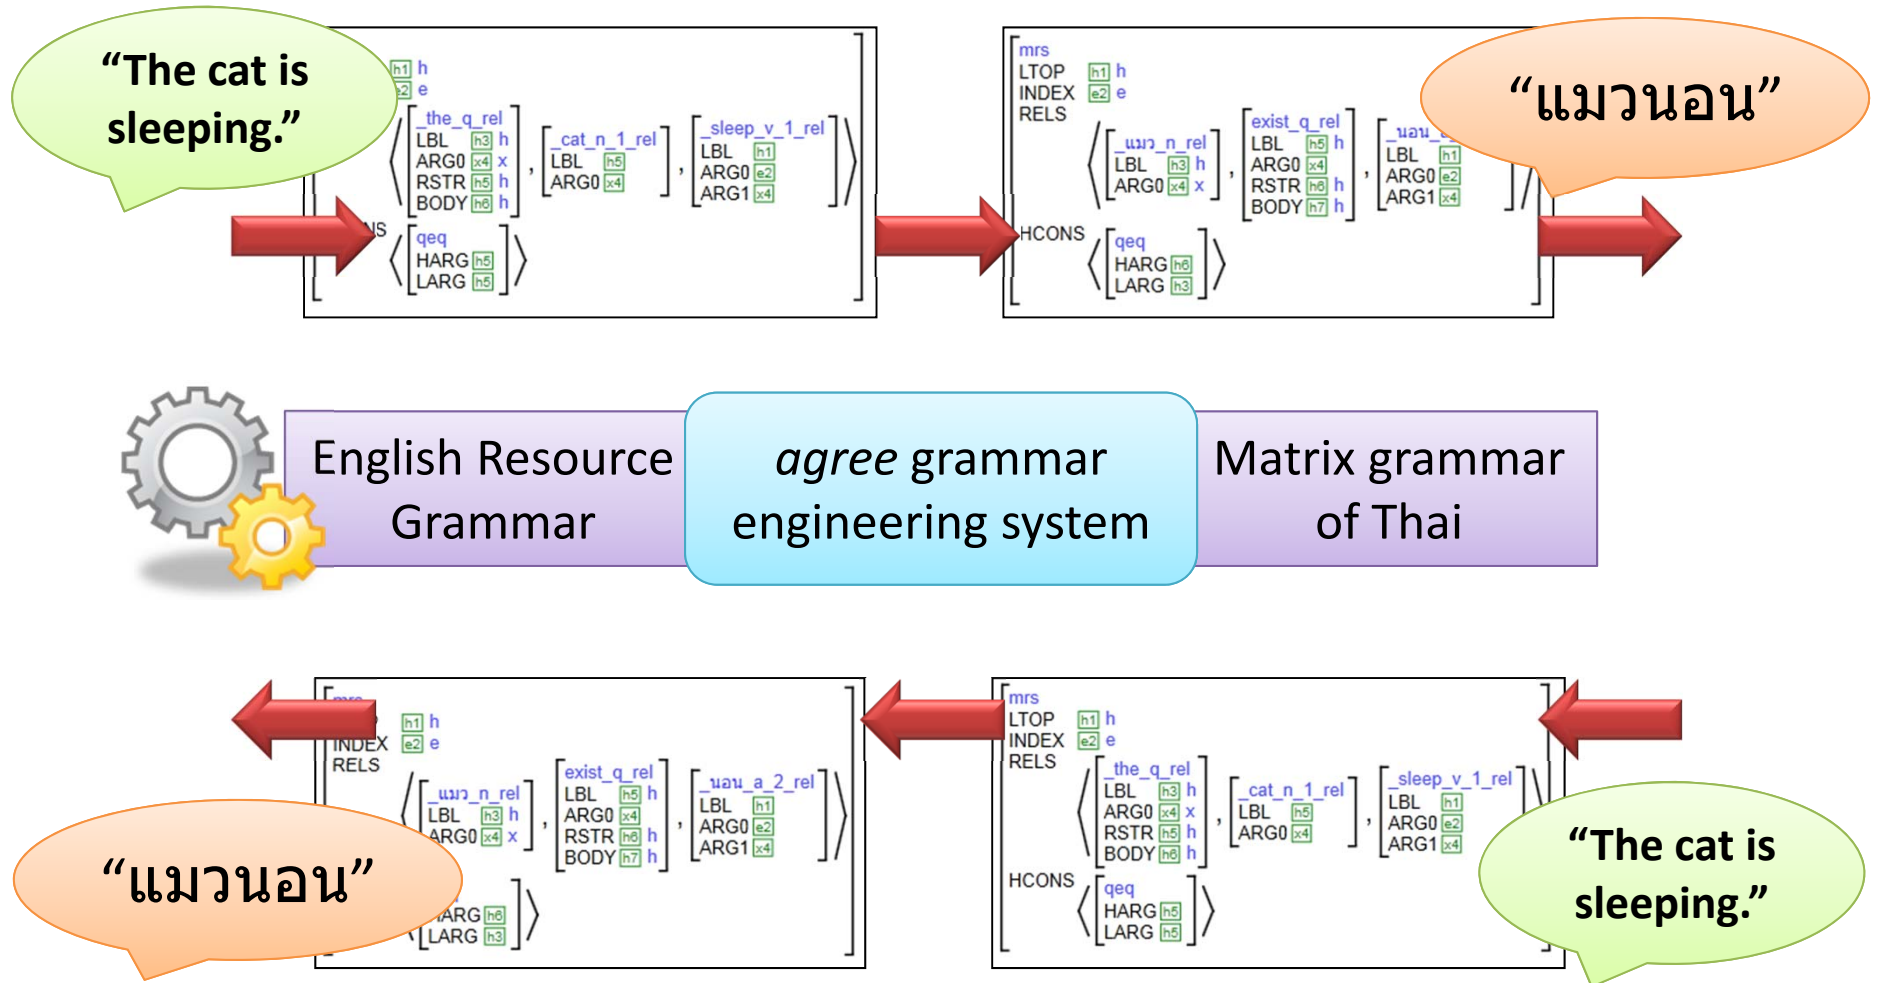 “The cat is
sleeping.”
h1 h
e2 e
_the_q_rel
LBL h3 h
ARG0 x4 x
RSTR h5 h
BODY h6 h
,
_cat_n_1_rel
LBL h5
ARG0 x4
,
_sleep_v_1_rel
LBL h1
ARG0 e2
ARG1 x4
NS
qeq
HARG h5
LARG h5
mrs
LTOP h1 h
INDEX e2 e
RELS
_แมว_n_rel
LBL h3 h
ARG0 x4 x
,
exist_q_rel
LBL h5 h
ARG0 x4
RSTR h6 h
BODY h7 h
,
_นอน_a
LBL h1
ARG0 e2
ARG1 x4
HCONS
qeq
HARG h6
LARG h3
“แมวนอน”
English Resource
Grammar
agree grammar
engineering system
Matrix grammar
of Thai
mrs
h1 h
INDEX e2 e
RELS
_แมว_n_rel
LBL h3 h
ARG0 x4 x
,
exist_q_rel
LBL h5 h
ARG0 x4
RSTR h6 h
BODY h7 h
,
_นอน_a_2_rel
LBL h1
ARG0 e2
ARG1 x4
HARG h6
LARG h3
“แมวนอน”
mrs
LTOP h1 h
INDEX e2 e
RELS
_the_q_rel
LBL h3 h
ARG0 x4 x
RSTR h5 h
BODY h6 h
,
_cat_n_1_rel
LBL h5
ARG0 x4
,
_sleep_v_1_rel
LBL h1
ARG0 e2
ARG1 x4
HCONS
qeq
HARG h5
LARG h5
“The cat is
sleeping.”